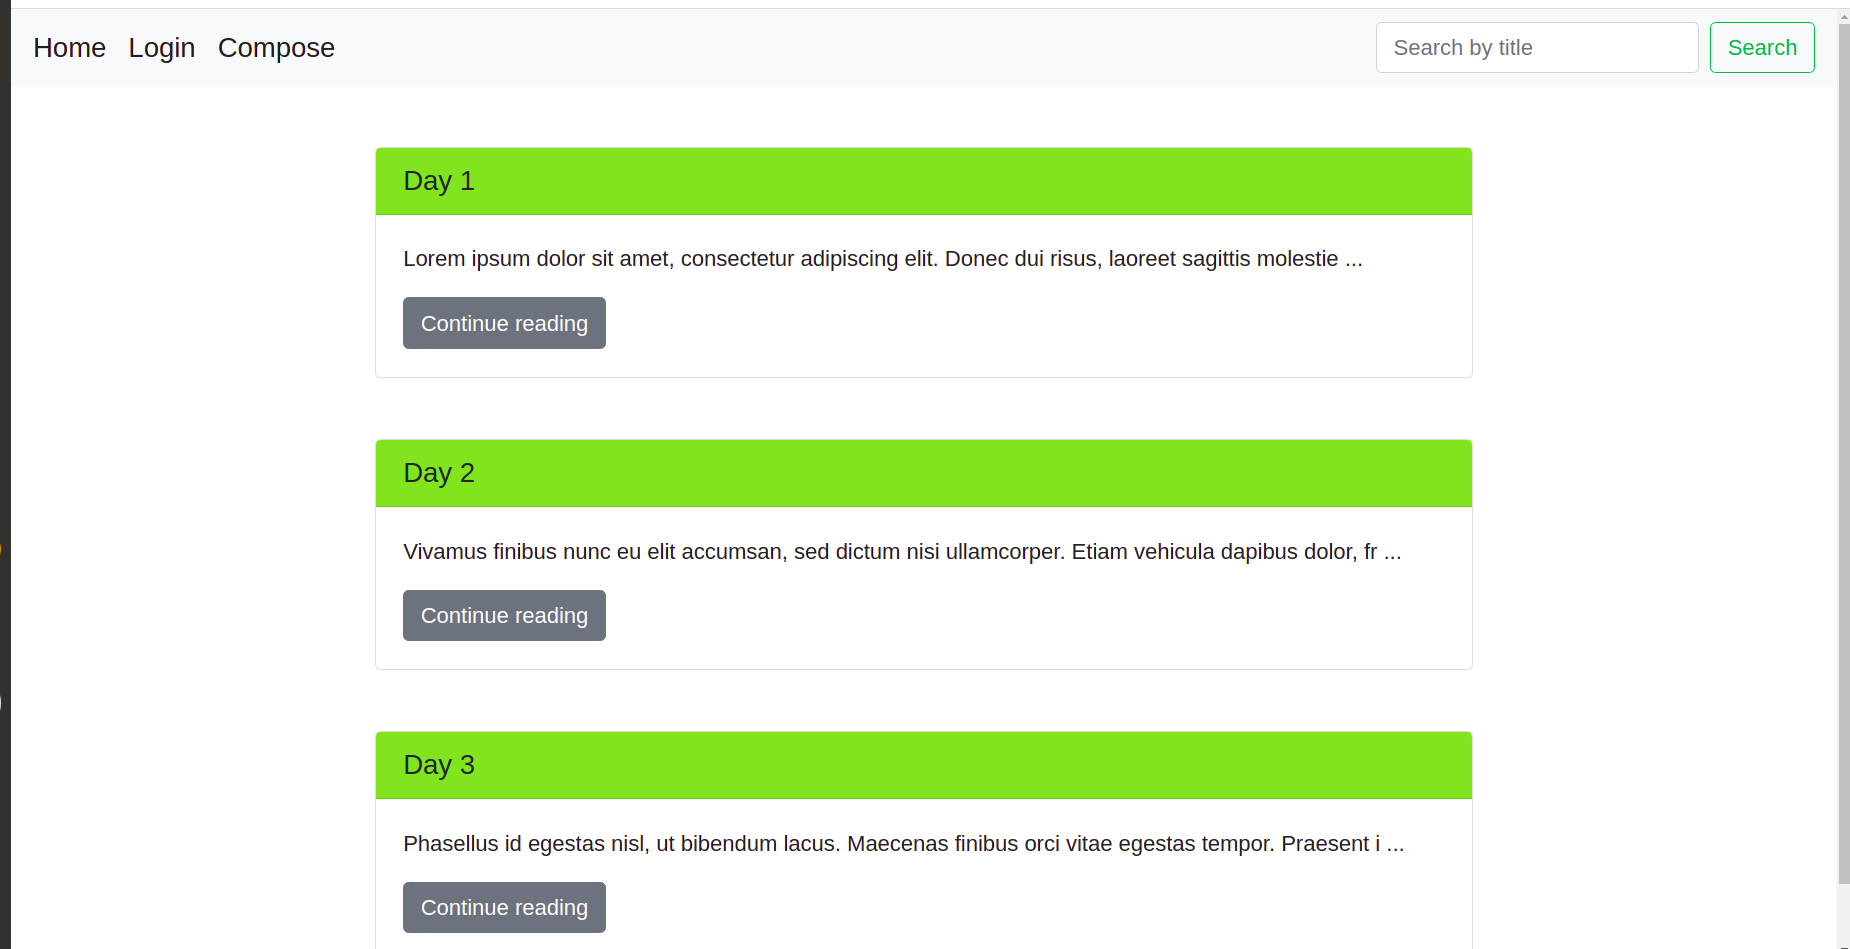 Home Login Compose Search by title Search
Day 1
Lorem ipsum dolor sit amet, consectetur adipiscing elit. Donec dui risus, laoreet sagittis molestie ...
Continue reading
Day 2
Vivamus finibus nunc eu elit accumsan, sed dictum nisi ullamcorper. Etiam vehicula dapibus dolor, fr ...
Continue reading
Day 3
Phasellus id egestas nisl, ut bibendum lacus. Maecenas finibus orci vitae egestas tempor. Praesent i ...
Continue reading